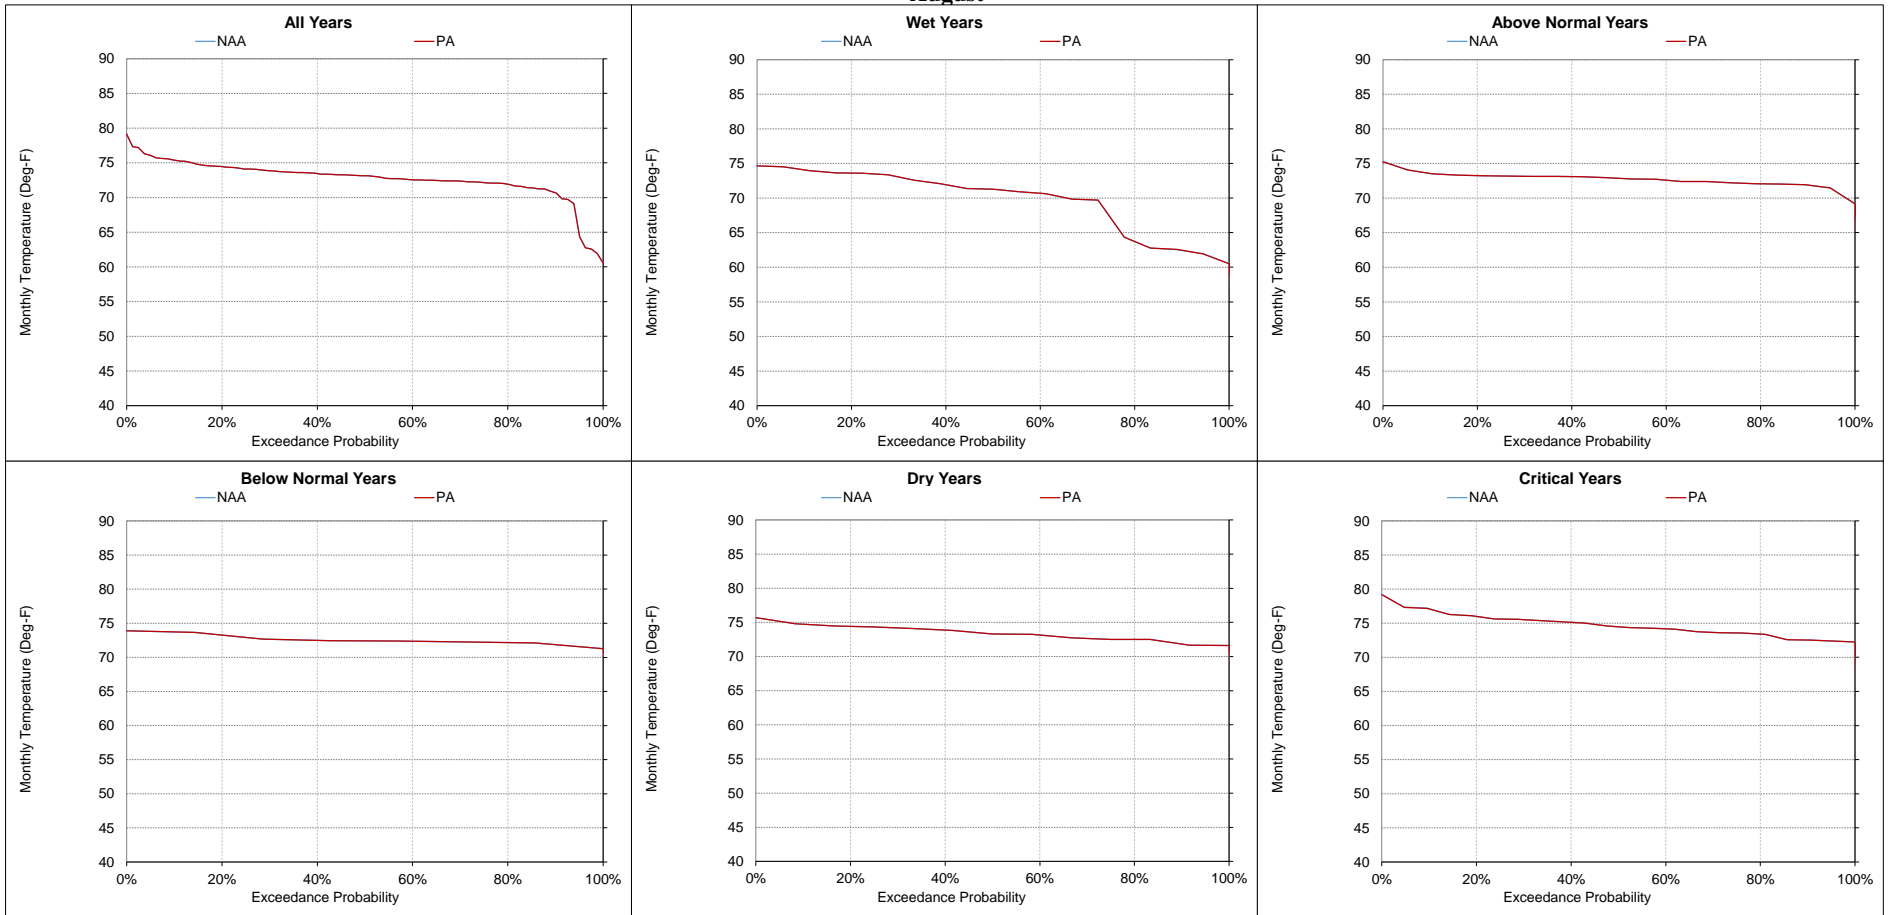 August
All Years
NAA PA
90
85
80
75
70
65
60
55
50
45
40
0% 20% 40% 60% 80% 100%
Monthly Temperature (Deg-F)
Exceedance Probability
Wet Years
NAA PA
90
85
80
75
70
65
60
55
50
45
40
0% 20% 40% 60% 80% 100%
Monthly Temperature (Deg-F)
Exceedance Probability
Above Normal Years
NAA PA
90
85
80
75
70
65
60
55
50
45
40
0% 20% 40% 60% 80% 100%
Monthly Temperature (Deg-F)
Exceedance Probability
Below Normal Years
NAA PA
90
85
80
75
70
65
60
55
50
45
40
0% 20% 40% 60% 80% 100%
Monthly Temperature (Deg-F)
Exceedance Probability
Dry Years
NAA PA
90
85
80
75
70
65
60
55
50
45
40
0% 20% 40% 60% 80% 100%
Monthly Temperature (Deg-F)
Exceedance Probability
Critical Years
NAA PA
90
85
80
75
70
65
60
55
50
45
40
0% 20% 40% 60% 80% 100%
Monthly Temperature (Deg-F)
Exceedance Probability